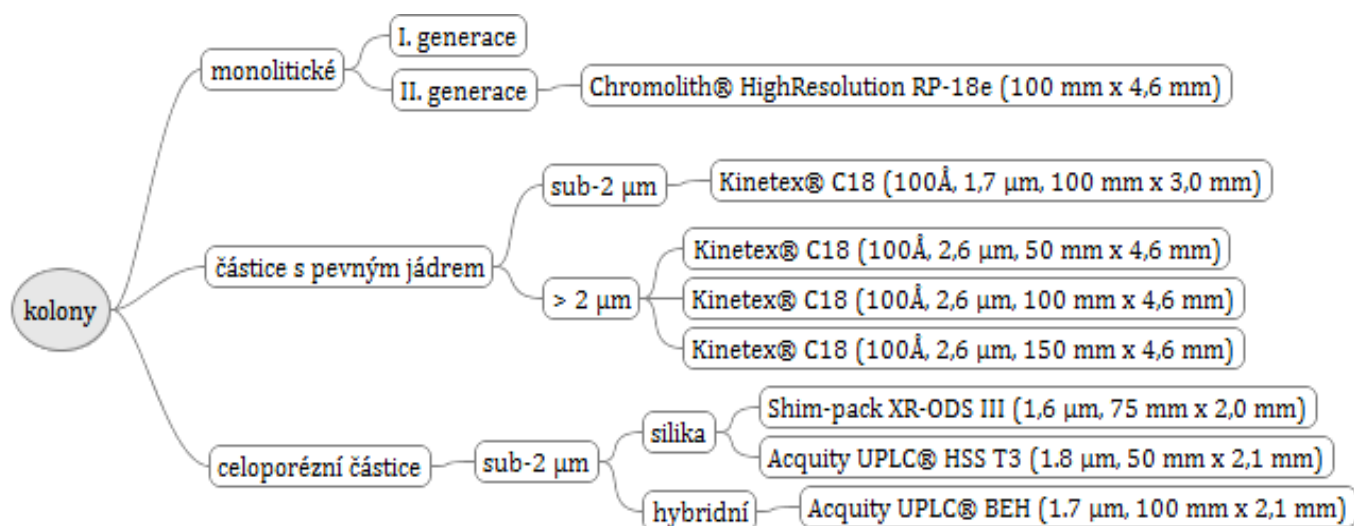 kolony
monolitické
I. generace
II. generace
Chromolith® HighResolution RP-18e (100 mm x 4,6 mm)
částice s pevným jádrem
sub-2 µm
Kinetex® C18 (100Å, 1,7 µm, 100 mm x 3,0 mm)
> 2 µm
Kinetex® C18 (100Å, 2,6 µm, 50 mm x 4,6 mm)
Kinetex® C18 (100Å, 2,6 µm, 100 mm x 4,6 mm)
Kinetex® C18 (100Å, 2,6 µm, 150 mm x 4,6 mm)
celoporézní částice
sub-2 µm
silika
Shim-pack XR-ODS III (1,6 µm, 75 mm x 2,0 mm)
Acquity UPLC® HSS T3 (1.8 µm, 50 mm x 2,1 mm)
hybridní
Acquity UPLC® BEH (1.7 µm, 100 mm x 2,1 mm)